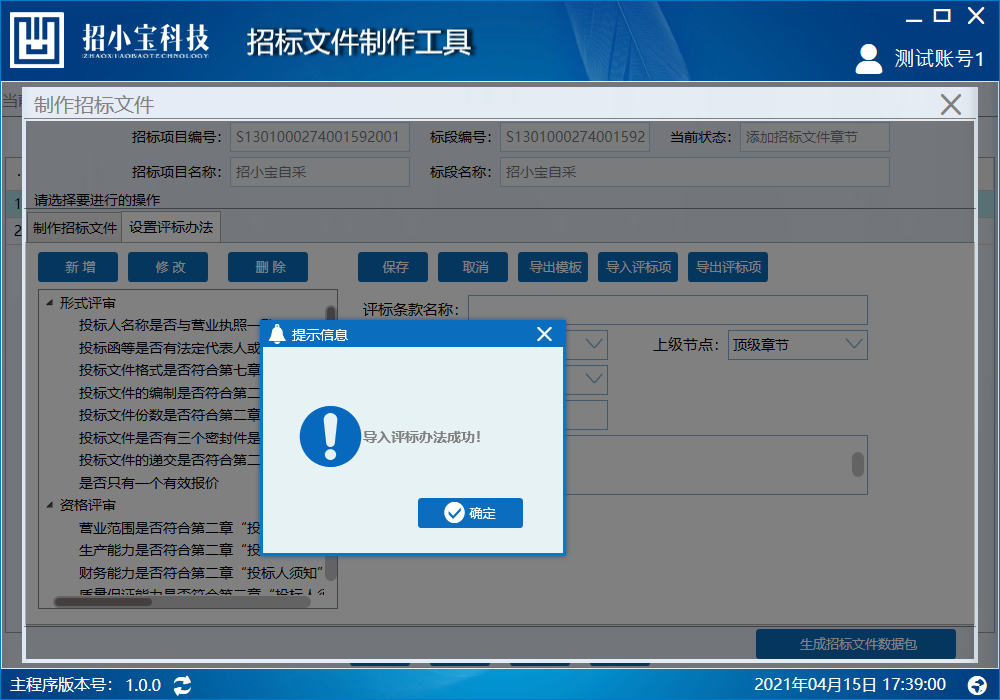 招小宝科技
ZHAOXIAOBAOTECHNOLOGY
招标文件制作工具
测试账号1
当前
制作招标文件
招标项目编号：
S1301000274001592001
标段编号：
S1301000274001592
当前状态：
添加招标文件章节
招标项目名称：
招小宝自采
标段名称：
招小宝自采
请选择要进行的操作
1
2
制作招标文件
设置评标办法
新 增
修 改
删 除
保存
取消
导出模板
导入评标项
导出评标项
形式评审
投标人名称是否与营业执照一
投标函等是否有法定代表人或
投标文件格式是否符合第七章
投标文件的编制是否符合第二
投标文件份数是否符合第二章
投标文件是否有三个密封件是
投标文件的递交是否符合第二
是否只有一个有效报价
资格评审
营业范围是否符合第二章“投
生产能力是否符合第二章“投
财务能力是否符合第二章“投标人须知”
质量保证能力是否符合第二章“投标人须
评标条款名称：
上级节点：
顶级章节
提示信息
导入评标办法成功！
确定
生成招标文件数据包
主程序版本号： 1.0.0
2021年04月15日 17:39:00